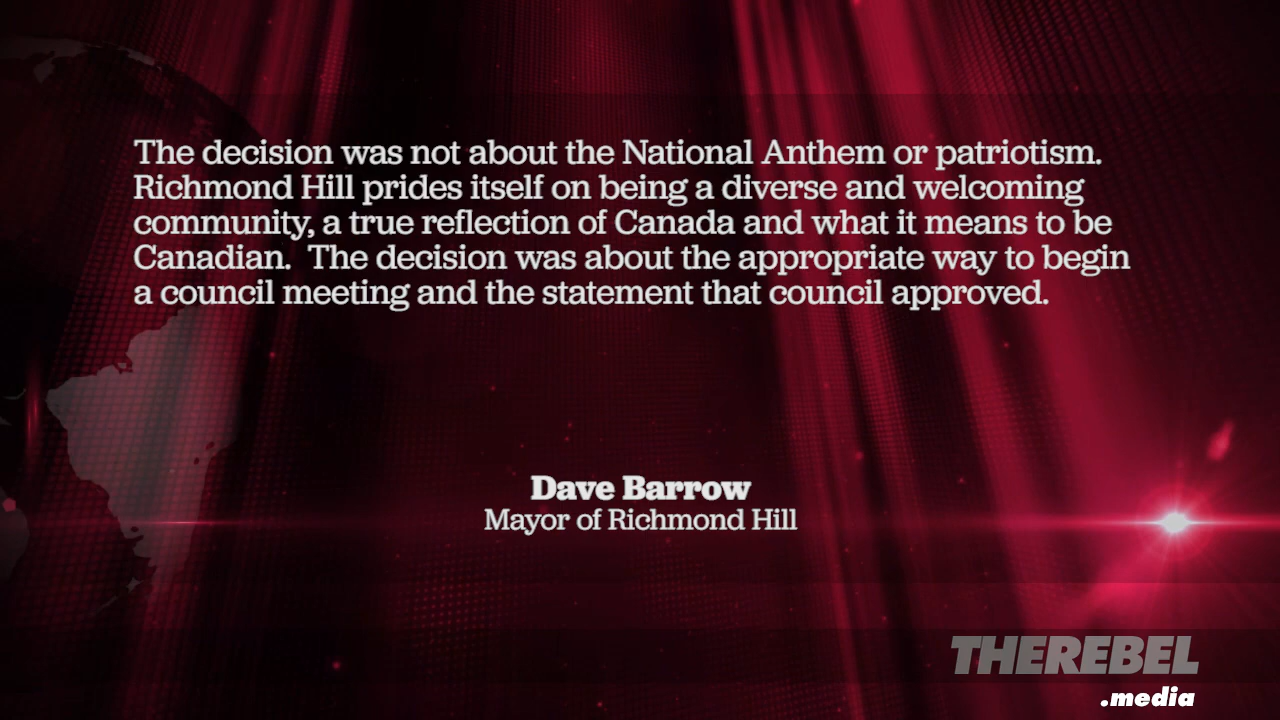 The decision was not about the National Anthem or patriotism.
Richmond Hill prides itself on being a diverse and welcoming
community, a true reflection of Canada and what it means to be
Canadian.  The decision was about the appropriate way to begin
a council meeting and the statement that council approved.
Dave Barrow
Mayor of Richmond Hill
THEREBEL
.media